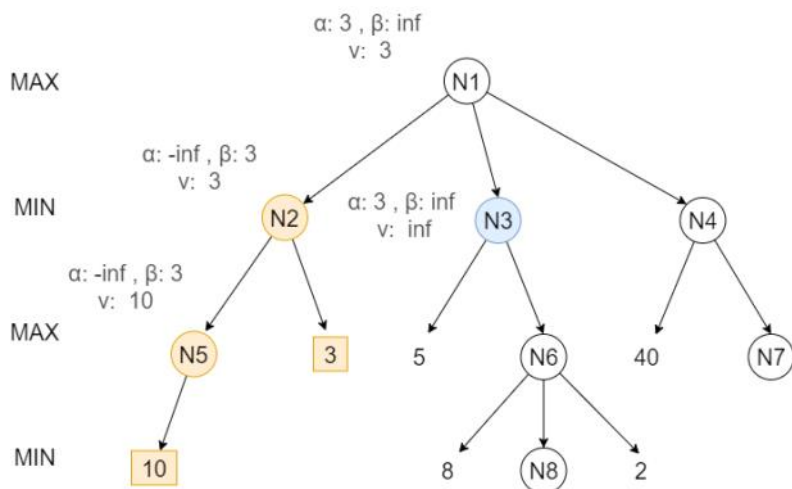 α: 3 , β: inf
v: 3
MAX
N1
α: -inf , β: 3
v: 3
MIN
N2
α: 3 , β: inf
v: inf
N3
N4
α: -inf , β: 3
v: 10
MAX
N5
3
5
N6
40
N7
MIN
10
8
N8
2